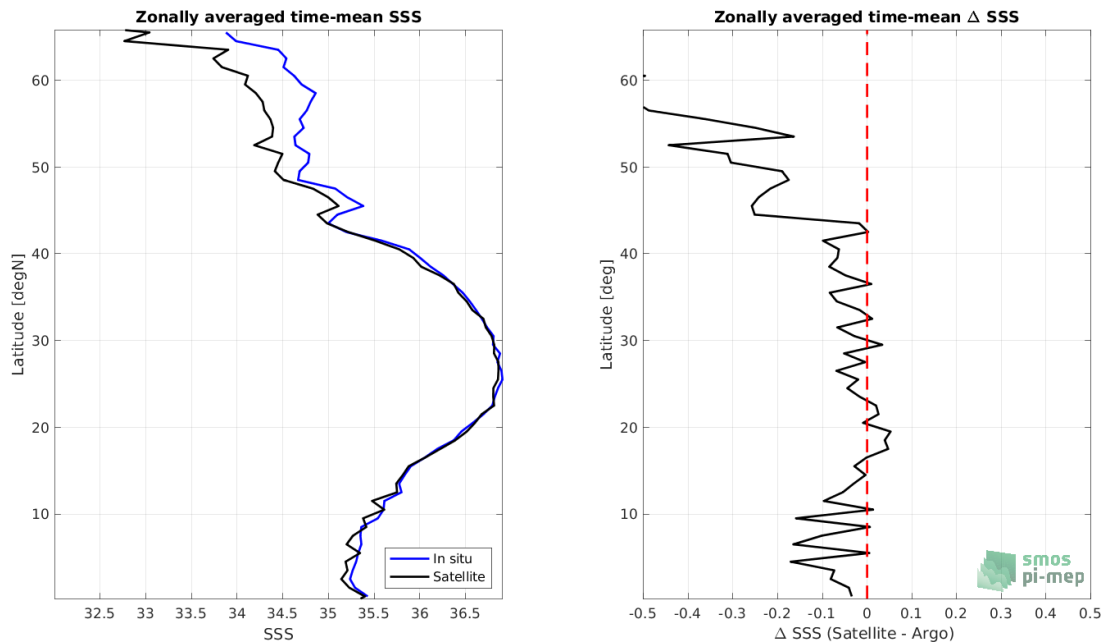 Zonally averaged time-mean SSS
60
50
40
30
20
10
Latitude [degN]
32.5 33 33.5 34 34.5 35 35.5 36 36.5
SSS
In situ
Satellite
Zonally averaged time-mean Δ SSS
60
50
40
30
20
10
Latitude [deg]
-0.5 -0.4 -0.3 -0.2 -0.1 0 0.1 0.2 0.3 0.4 0.5
Δ SSS (Satellite - Argo)
smos
pi-mep